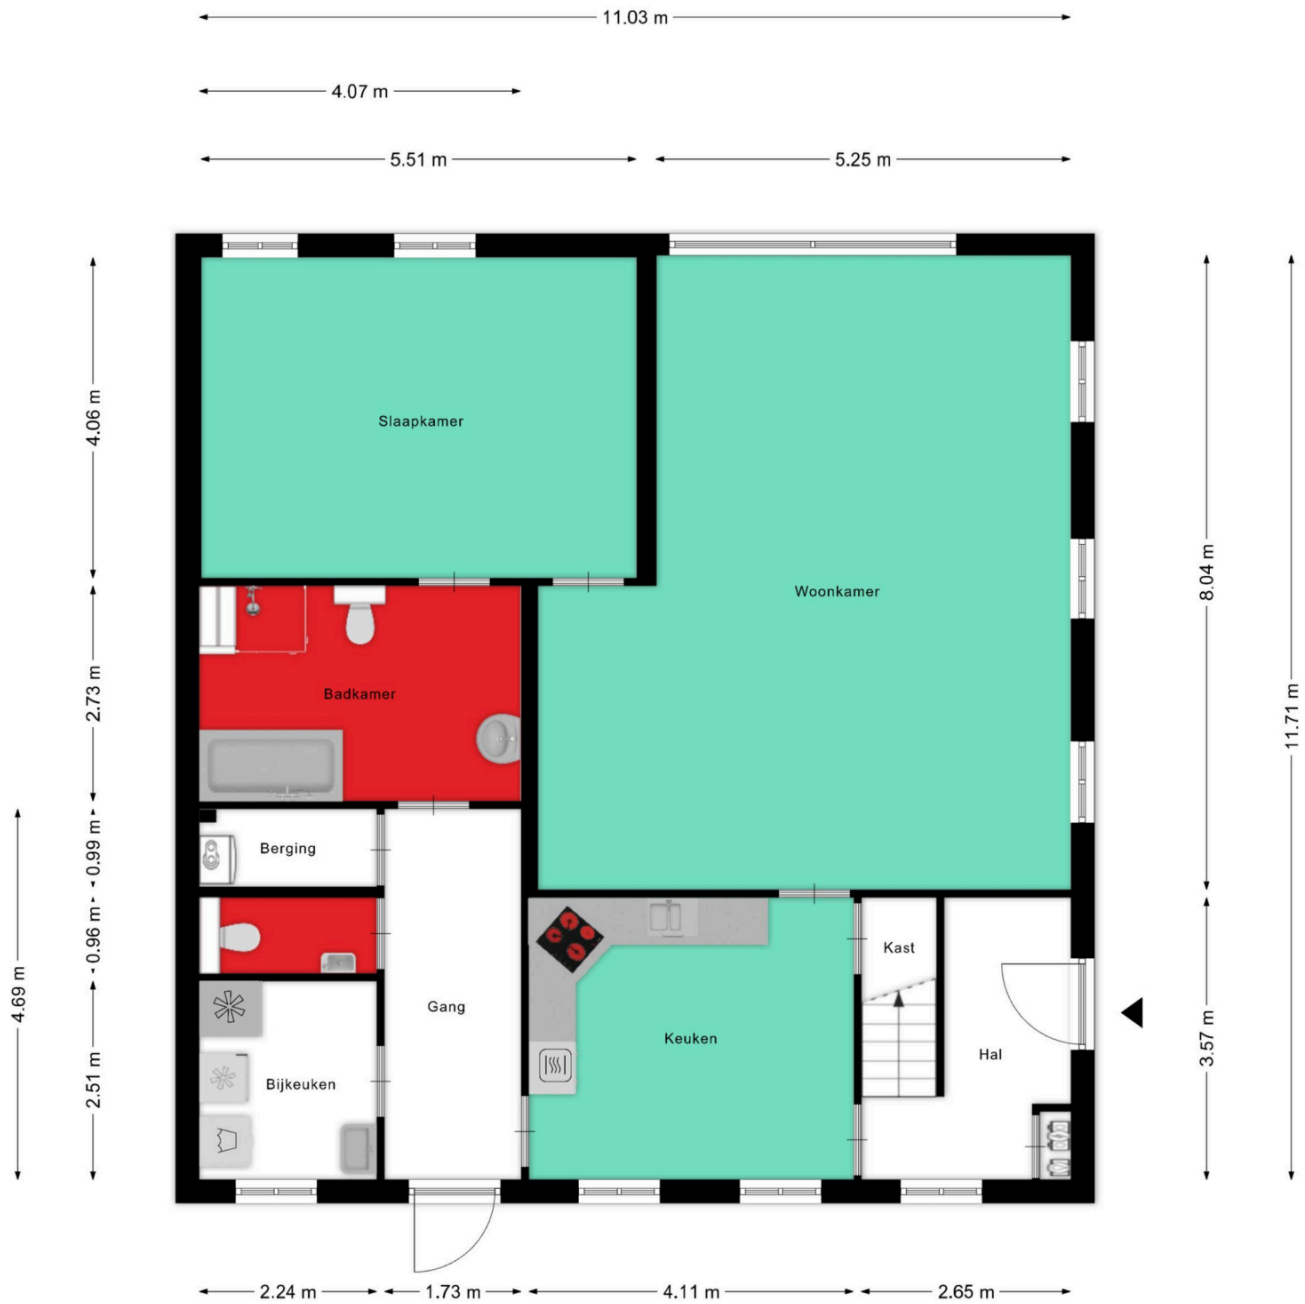 11.03 m
4.07 m
5.51 m 5.25 m
4.06 m
Slaapkamer
8.04 m
Woonkamer
11.71 m
2.73 m
Badkamer
0.99 m
Berging
0.96 m
Kast
4.69 m
Gang
Keuken
Hal
3.57 m
2.51 m
Bijkeuken
2.24 m 1.73 m 4.11 m 2.65 m